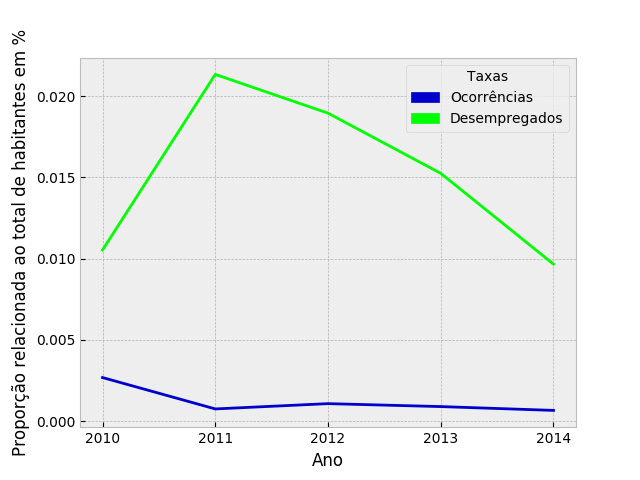 Proporção relacionada ao total de habitantes em %
0.020
0.015
0.010
0.005
0.000
Taxas
Ocorrências
Desempregados
2010 2011 2012 2013 2014
Ano